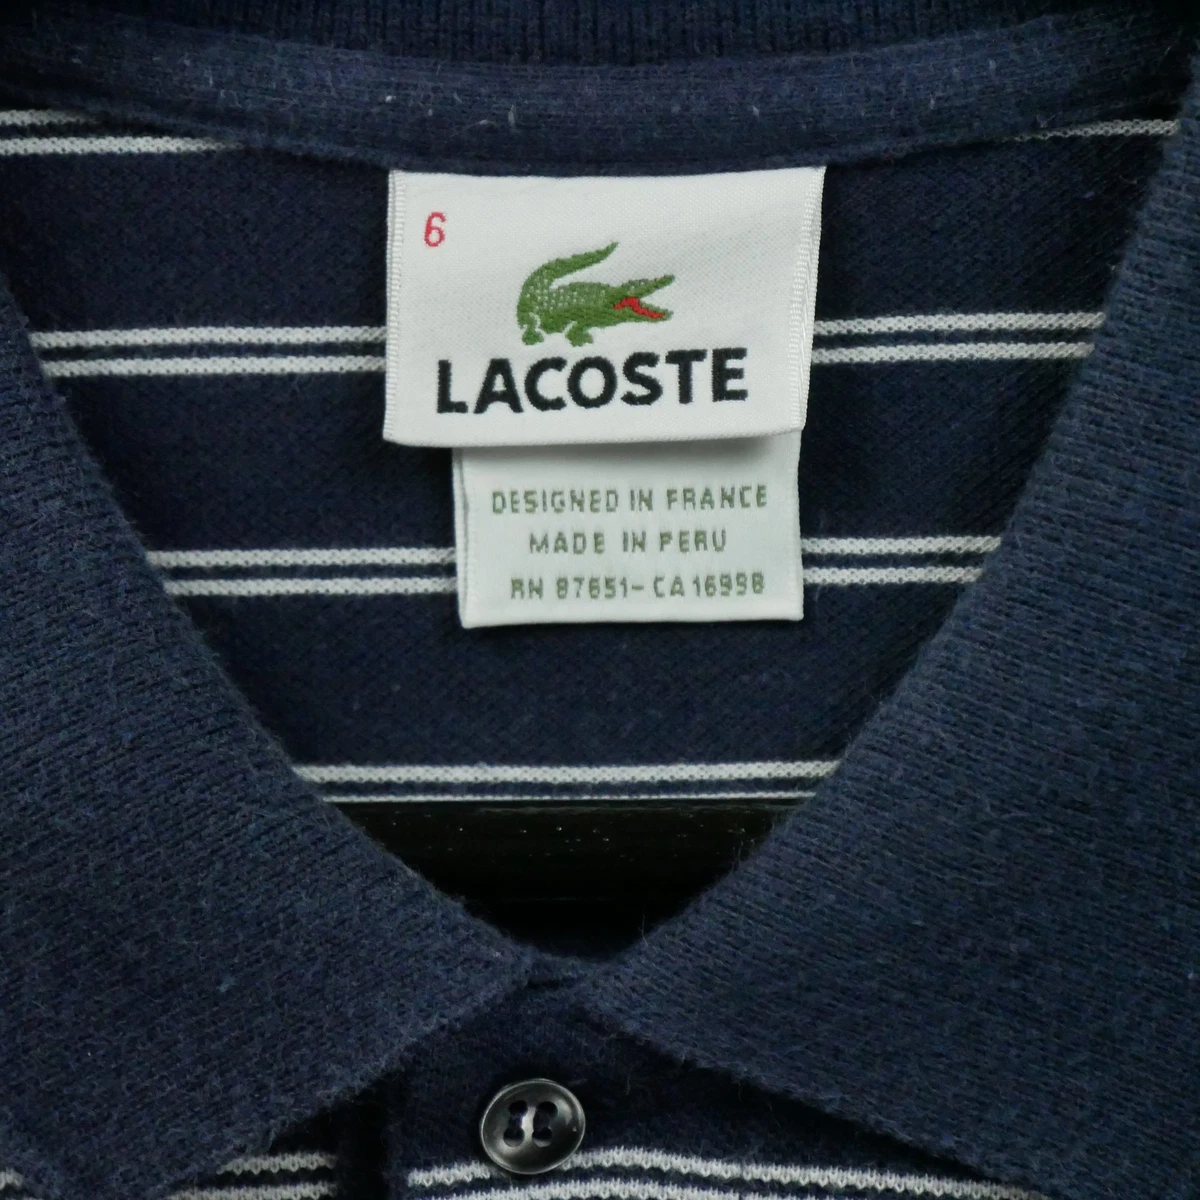 6
LACOSTE
DESIGNED IN FRANCE
MADE IN PERU
RN 87651-CA 16998